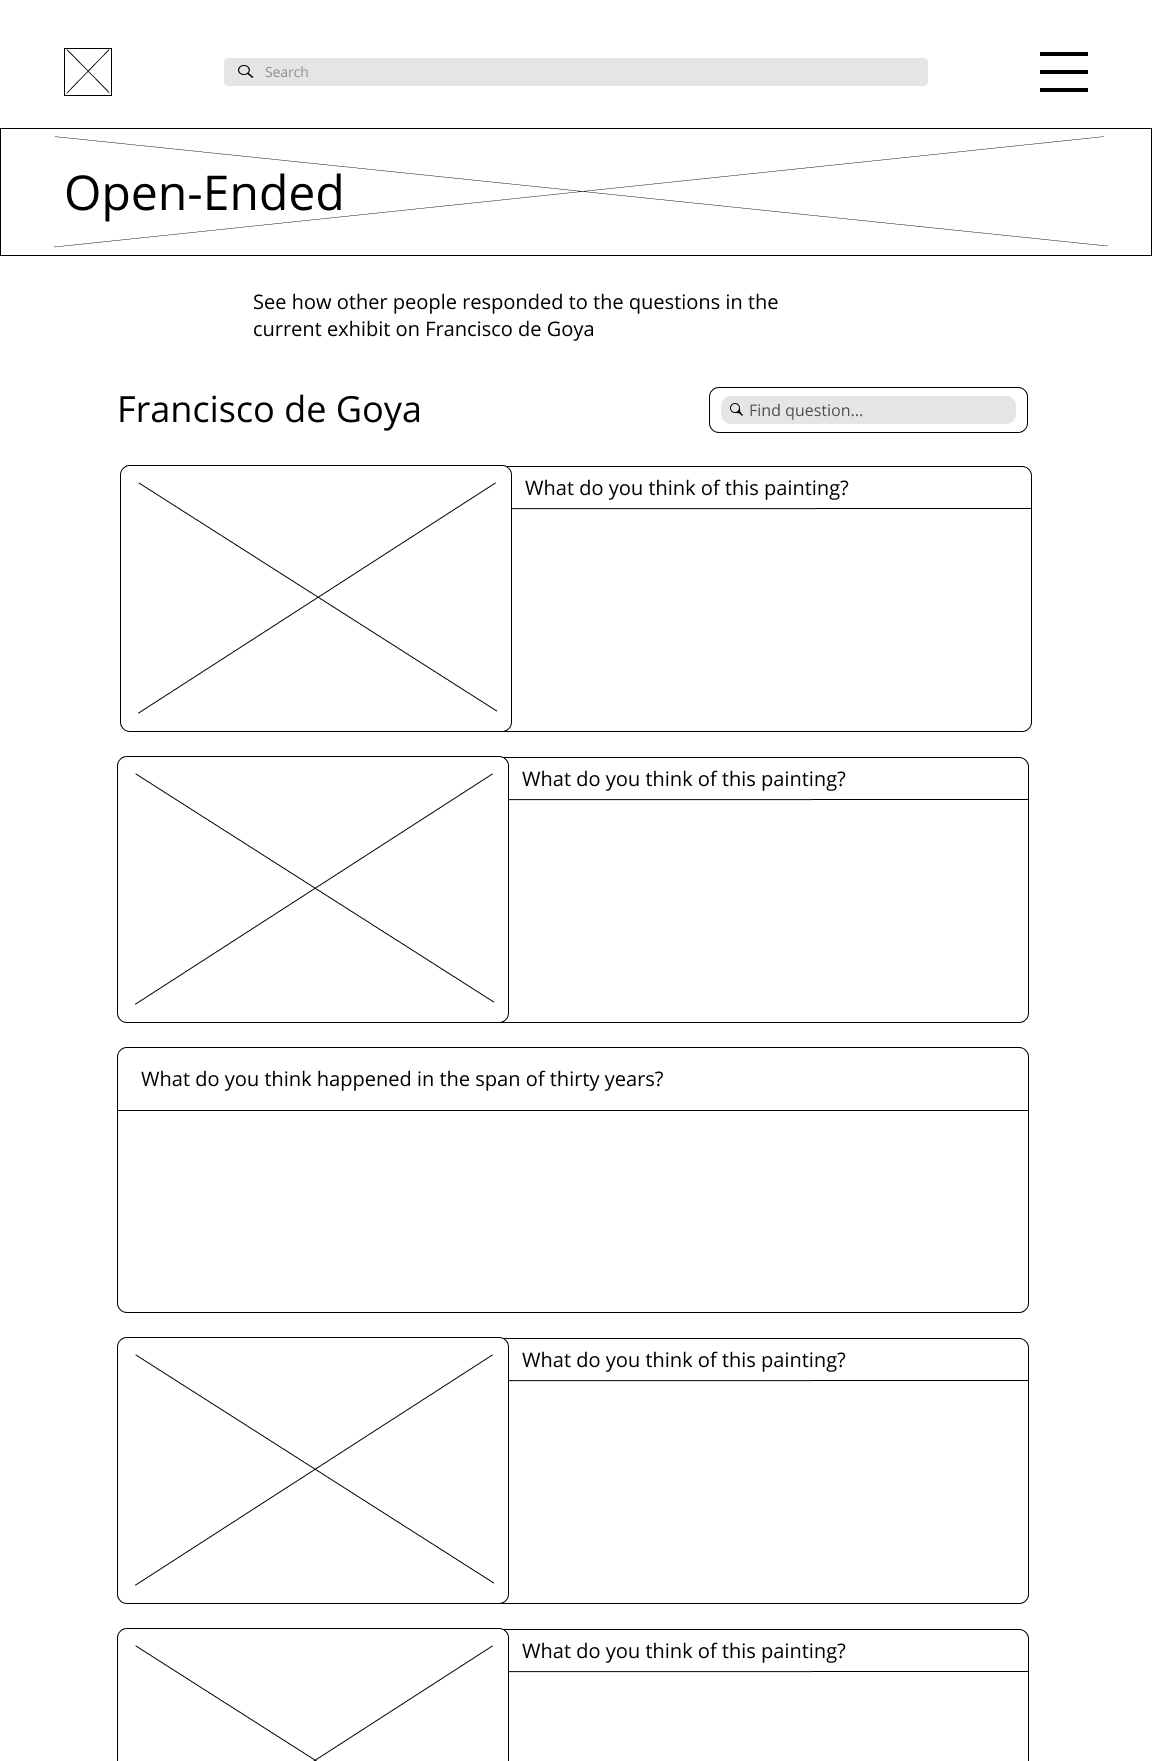 Search
Open-Ended
See how other people responded to the questions in the
current exhibit on Francisco de Goya
Francisco de Goya
Find question...
What do you think of this painting?
What do you think of this painting?
What do you think happened in the span of thirty years?
What do you think of this painting?
What do you think of this painting?